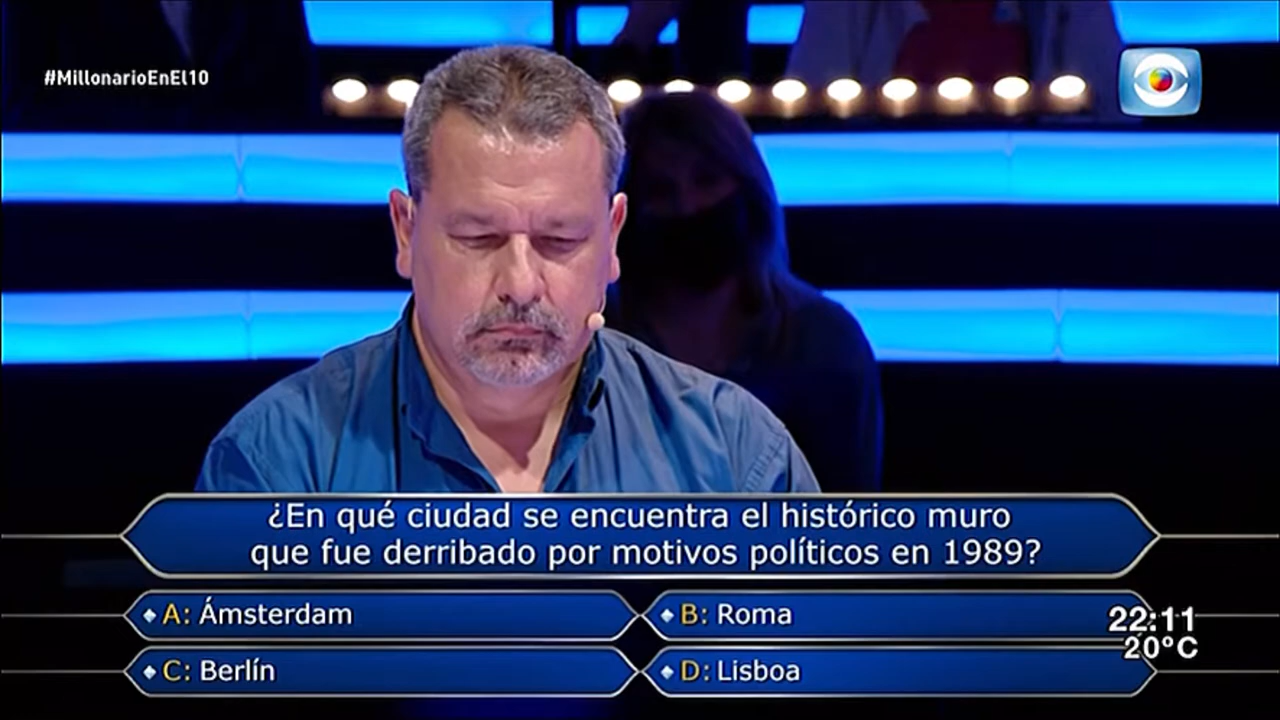 #MillonarioEnEl10
¿En qué ciudad se encuentra el histórico muro
que fue derribado por motivos políticos en 1989?
A: Ámsterdam
B: Roma
C: Berlín
D: Lisboa
22:11
20°C